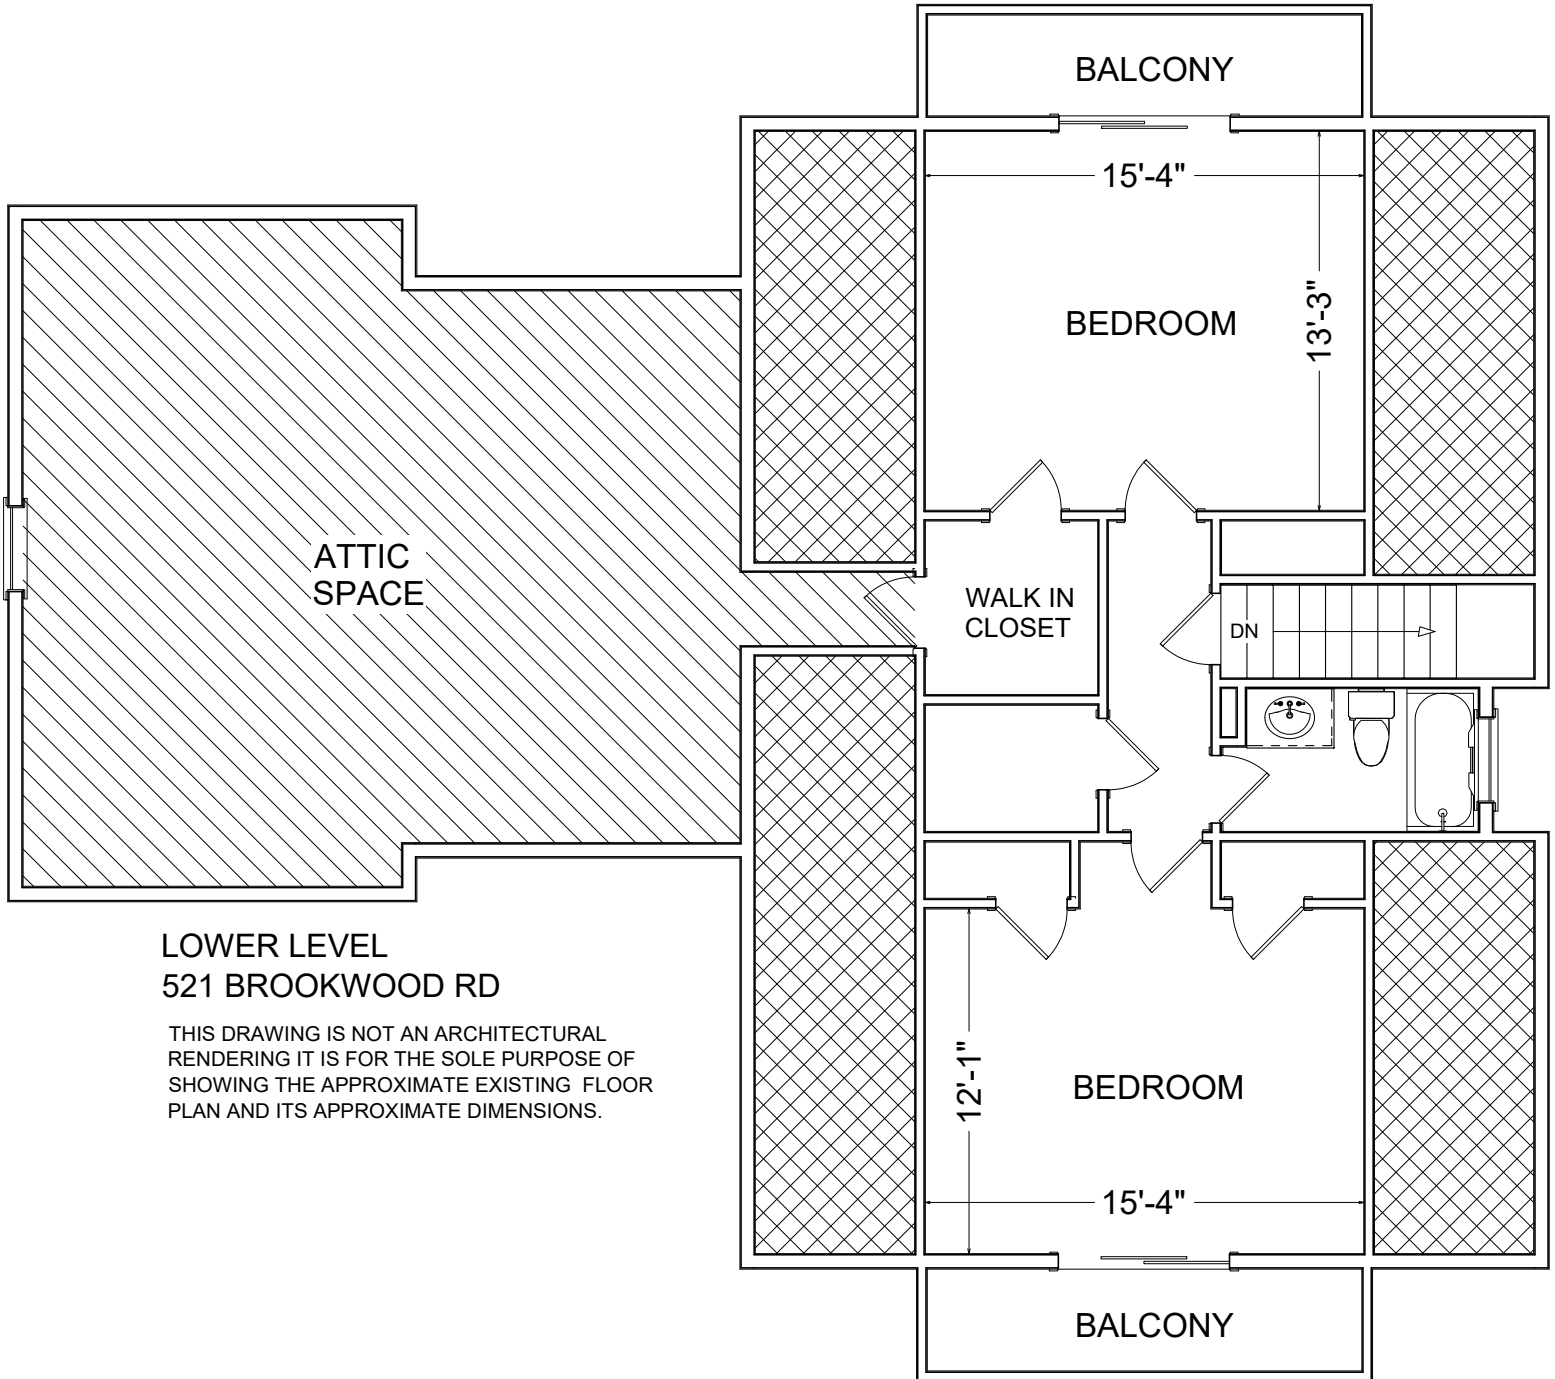 BALCONY
15'-4"
BEDROOM
13'-3"
ATTIC
SPACE
WALK IN
CLOSET
DN
LOWER LEVEL
521 BROOKWOOD RD
THIS DRAWING IS NOT AN ARCHITECTURAL
RENDERING IT IS FOR THE SOLE PURPOSE OF
SHOWING THE APPROXIMATE EXISTING FLOOR
PLAN AND ITS APPROXIMATE DIMENSIONS.
12'-1"
BEDROOM
15'-4"
BALCONY